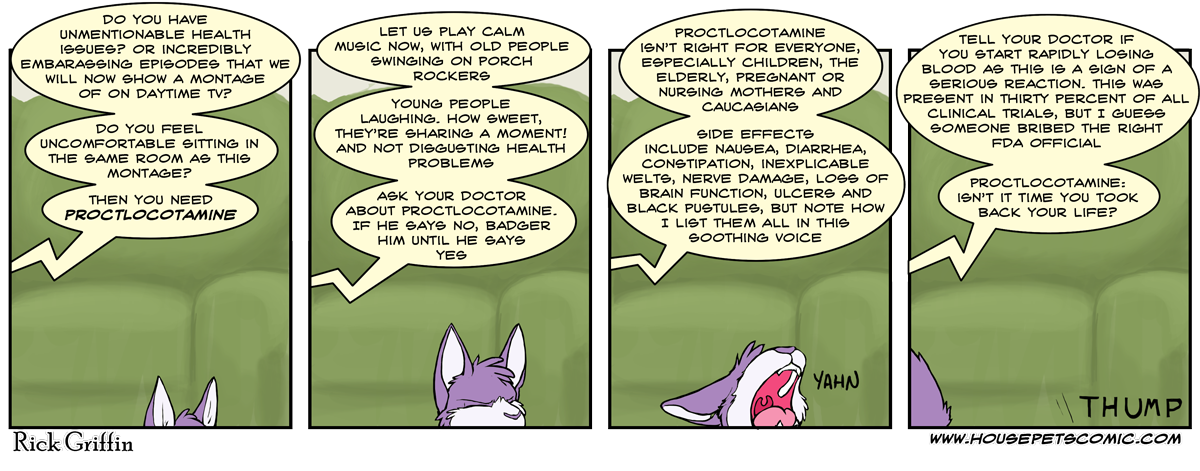 DO YOU HAVE
UNMENTIONABLE HEALTH
ISSUES? OR INCREDIBLY
EMBARASSING EPISODES THAT WE
WILL NOW SHOW A MONTAGE
OF ON DAYTIME TV?
DO YOU FEEL
UNCOMFORTABLE SITTING IN
THE SAME ROOM AS THIS
MONTAGE?
THEN YOU NEED
PROCTLOCOTAMINE
LET US PLAY CALM
MUSIC NOW, WITH OLD PEOPLE
SWINGING ON PORCH
ROCKERS
YOUNG PEOPLE
LAUGHING. HOW SWEET,
THEY'RE SHARING A MOMENT!
AND NOT DISGUSTING HEALTH
PROBLEMS
ASK YOUR DOCTOR
ABOUT PROCTLOCOTAMINE.
IF HE SAYS NO, BADGER
HIM UNTIL HE SAYS
YES
PROCTLOCOTAMINE
ISN'T RIGHT FOR EVERYONE,
ESPECIALLY CHILDREN, THE
ELDERLY, PREGNANT OR
NURSING MOTHERS AND
CAUCASIANS
SIDE EFFECTS
INCLUDE NAUSEA, DIARRHEA,
CONSTIPATION, INEXPLICABLE
WELTS, NERVE DAMAGE, LOSS OF
BRAIN FUNCTION, ULCERS AND
BLACK PUSTULES, BUT NOTE HOW
I LIST THEM ALL IN THIS
SOOTHING VOICE
YAHN
TELL YOUR DOCTOR IF
YOU START RAPIDLY LOSING
BLOOD AS THIS IS A SIGN OF A
SERIOUS REACTION. THIS WAS
PRESENT IN THIRTY PERCENT OF ALL
CLINICAL TRIALS, BUT I GUESS
SOMEONE BRIBED THE RIGHT
FDA OFFICIAL
PROCTLOCOTAMINE:
ISN'T IT TIME YOU TOOK
BACK YOUR LIFE?
THUMP
Rick Griffin
WWW.HOUSEPETSCOMIC.COM